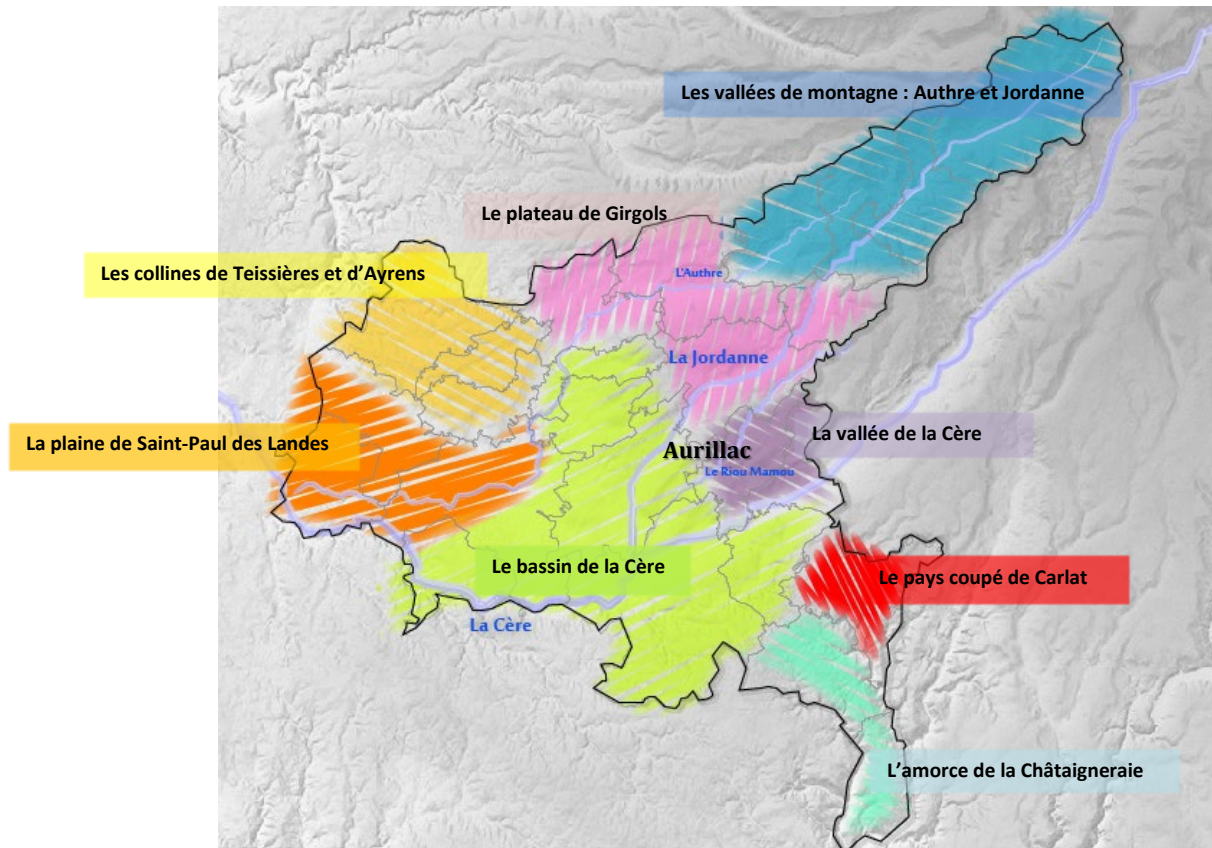 Les vallées de montagne : Authre et Jordanne
Le plateau de Girgols
Les collines de Teissières et d’Ayrens
L'Authre
La Jordanne
La plaine de Saint-Paul des Landes
La vallée de la Cère
Aurillac
Le Riou Mamou
Le bassin de la Cère
Le pays coupé de Carlat
La Cère
L’amorce de la Châtaigneraie